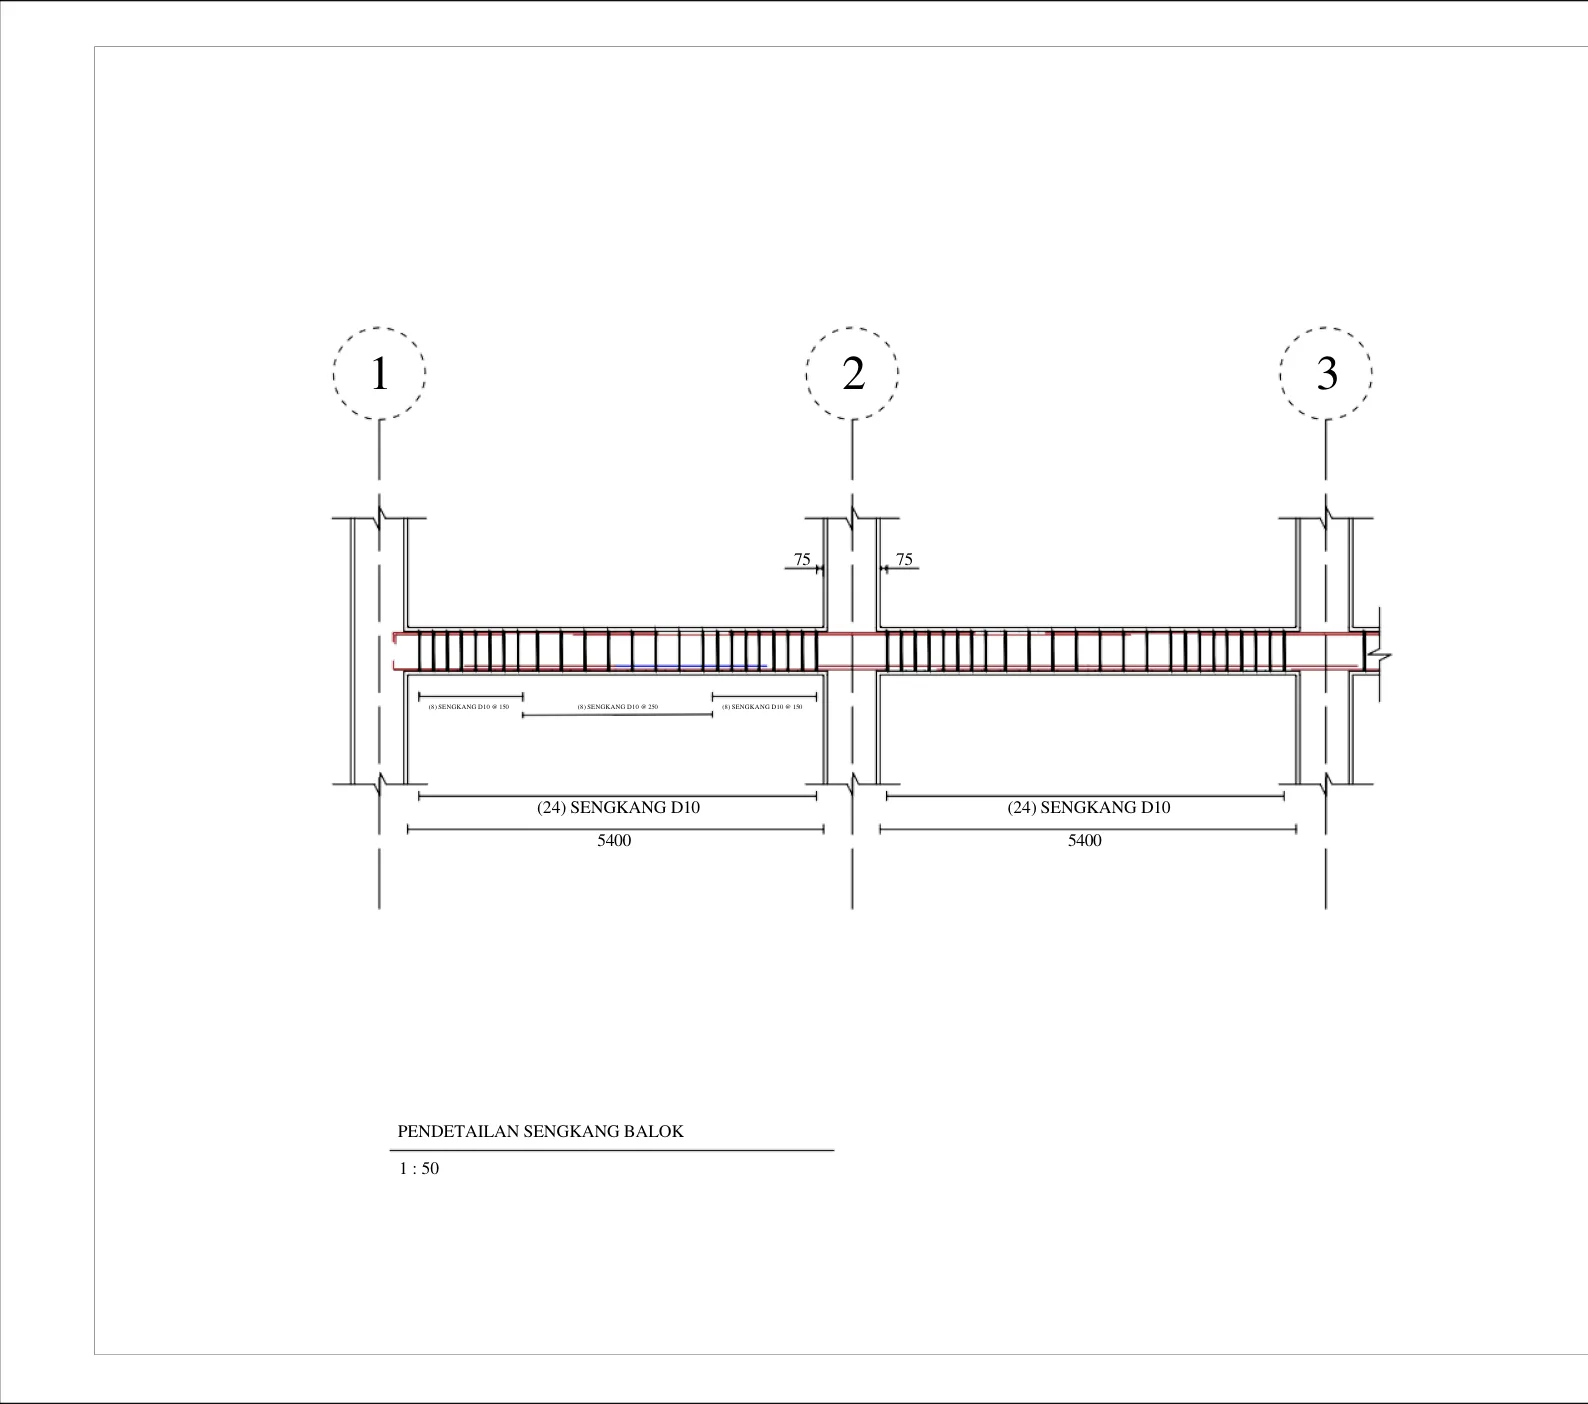 1
2
3
75
75
(8) SENGKANG D10 @ 150
(8) SENGKANG D10 @ 250
(8) SENGKANG D10 @ 150
(24) SENGKANG D10
(24) SENGKANG D10
5400
5400
PENDETAILAN SENGKANG BALOK
1 : 50